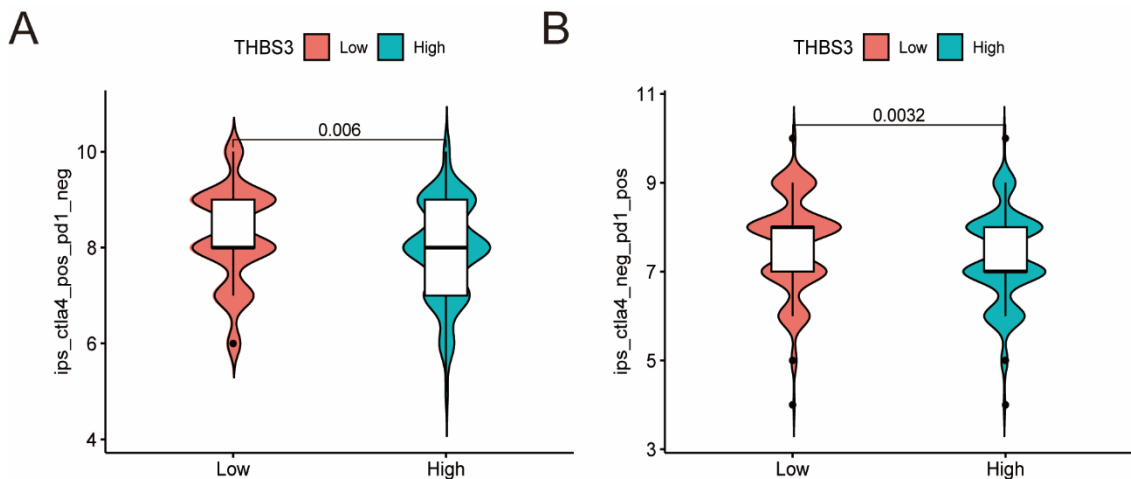 A
THBS3 Low High
0.006
10
8
6
4
ips_ctla4_pos_pd1_neg
Low High
B
THBS3 Low High
0.0032
11
9
7
5
3
ips_ctla4_neg_pd1_pos
Low High